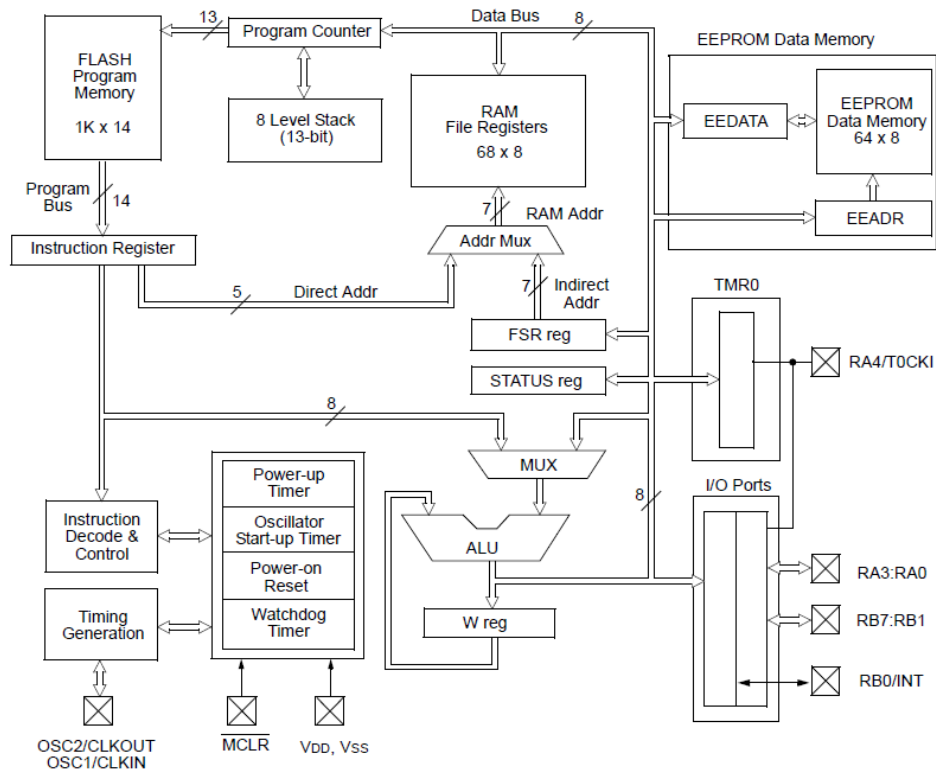 13
Data Bus
8
Program Counter
FLASH
Program
Memory
1K x 14
8 Level Stack
(13-bit)
RAM
File Registers
68 x 8
EEPROM Data Memory
EEDATA
EEPROM
Data Memory
64 x 8
EEADR
Program
Bus
14
7
RAM Addr
Instruction Register
Addr Mux
5
Direct Addr
7
Indirect
Addr
FSR reg
STATUS reg
TMR0
RA4/T0CKI
8
MUX
Power-up
Timer
Oscillator
Start-up Timer
Power-on
Reset
Watchdog
Timer
Instruction
Decode &
Control
Timing
Generation
ALU
W reg
8
I/O Ports
RA3:RA0
RB7:RB1
RB0/INT
OSC2/CLKOUT
OSC1/CLKIN
MCLR
VDD, VSS